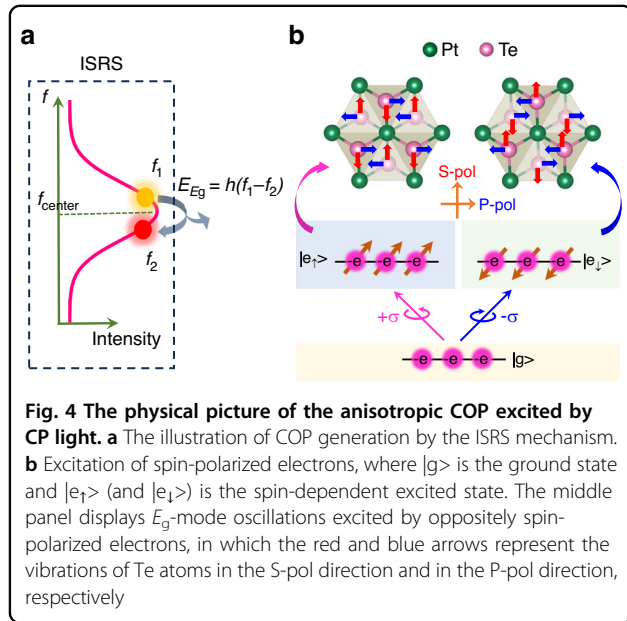 a
ISRS
f
f1
EEg = h(f1–f2)
fcenter
f2
Intensity
b
Pt
Te
S-pol
P-pol
|e↑>
-e -e -e
-e -e -e
|e↓>
+σ
-σ
-e -e -e
|g>
Fig. 4 The physical picture of the anisotropic COP excited by
CP light. a The illustration of COP generation by the ISRS mechanism.
b Excitation of spin-polarized electrons, where |g> is the ground state
and |e↑> (and |e↓>) is the spin-dependent excited state. The middle
panel displays Eg-mode oscillations excited by oppositely spin-
polarized electrons, in which the red and blue arrows represent the
vibrations of Te atoms in the S-pol direction and in the P-pol direction,
respectively